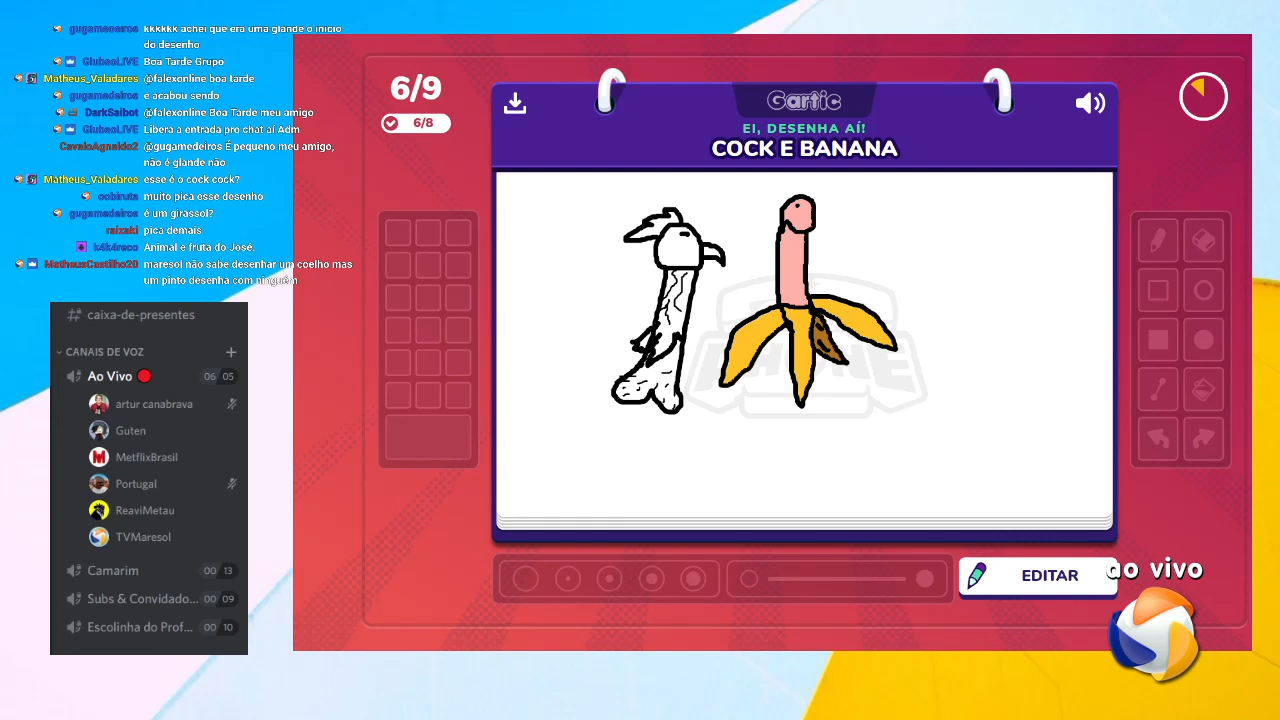 gugamedeiros kkkkkk achei que era uma glande o início
do desenho
GlubaoLIVE Boa Tarde Grupo
Matheus_Valadares @falexonline boa tarde
gugamedeiros e acabou sendo
DarkSaibot @falexonline Boa Tarde meu amigo
GlubaoLIVE Libera a entrada pro chat aí Adm
CavaloAgnaldo2 @gugamedeiros É pequeno meu amigo,
não é glande não
Matheus_Valadares esse é o cock cock?
oobiruta muito pica esse desenho
gugamedeiros é um girassol?
raizaki pica demais
k4k4reco Animal e fruta do José.
MatheusCastilho20 maresol não sabe desenhar um coelho mas
um pinto desenha com ninguém
# caixa-de-presentes
CANAIS DE VOZ +
Ao Vivo 06 05
artur canabrava
Guten
MetflixBrasil
Portugal
ReaviMetau
TVMaresol
Camarim 00 13
Subs & Convidado... 00 09
Escolinha do Prof... 00 10
6/9
6/8
Gartic
EI, DESENHA AÍ!
COCK E BANANA
EDITAR
ao vivo